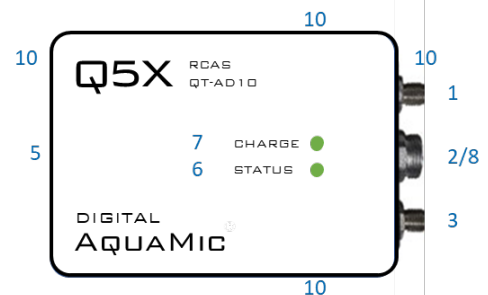 10
10
10
Q5X RCAS
QT-AD10
1
7 CHARGE
5
2/8
6 STATUS
3
DIGITAL
AQUAMIC
10